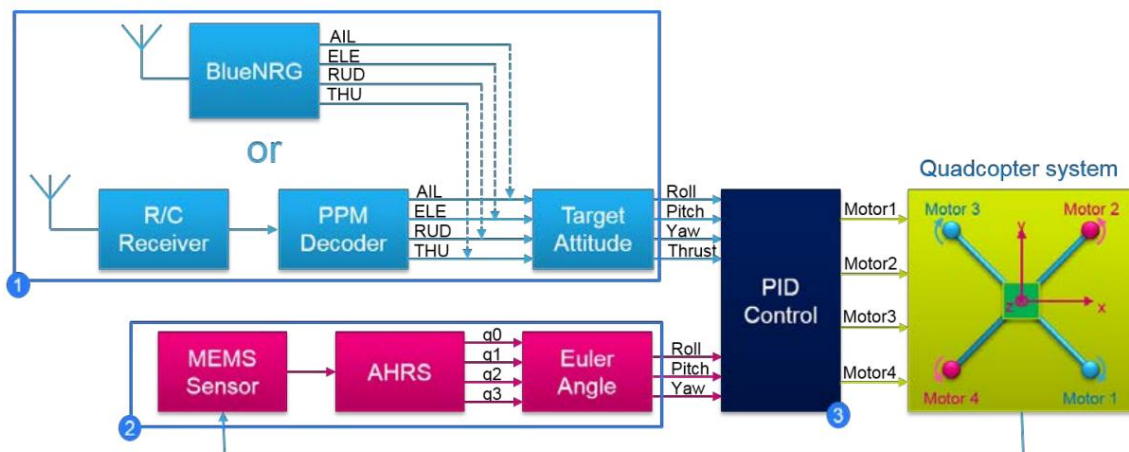 AIL
ELE
RUD
THU
BlueNRG
or
R/C
Receiver
PPM
Decoder
AIL
ELE
RUD
THU
Target
Attitude
Roll
Pitch
Yaw
Thrust
1
MEMS
Sensor
AHRS
q0
q1
q2
q3
Euler
Angle
Roll
Pitch
Yaw
2
PID
Control
3
Motor1
Motor2
Motor3
Motor4
Quadcopter system
Motor 3
Motor 2
y
z
x
Motor 4
Motor 1